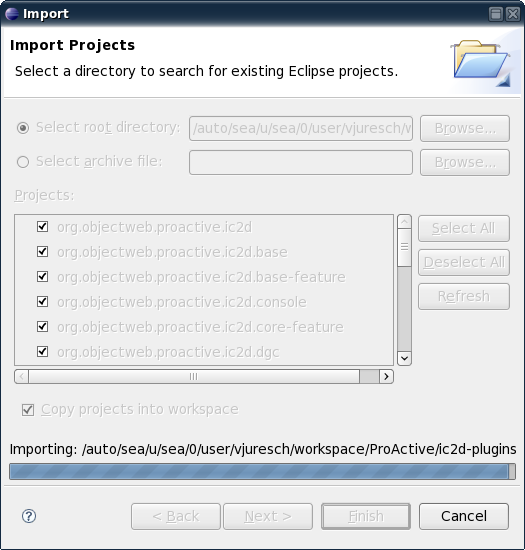 Import
Import Projects
Select a directory to search for existing Eclipse projects.
Select root directory: /auto/sea/u/sea/0/user/vjuresch/w Browse...
Select archive file: Browse...
Projects:
org.objectweb.proactive.ic2d
org.objectweb.proactive.ic2d.base
org.objectweb.proactive.ic2d.base-feature
org.objectweb.proactive.ic2d.console
org.objectweb.proactive.ic2d.core-feature
org.objectweb.proactive.ic2d.dgc
Select All
Deselect All
Refresh
Copy projects into workspace
Importing: /auto/sea/u/sea/0/user/vjuresch/workspace/ProActive/ic2d-plugins
? < Back Next > Finish Cancel